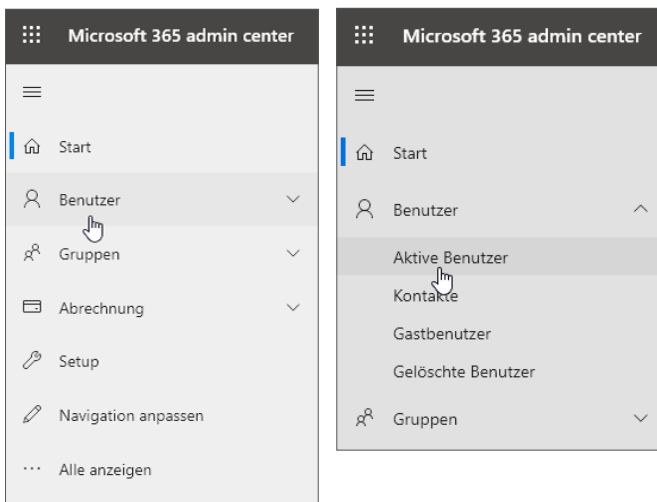 Microsoft 365 admin center
Start
Benutzer
Gruppen
Abrechnung
Setup
Navigation anpassen
Alle anzeigen
Microsoft 365 admin center
Start
Benutzer
Aktive Benutzer
Kontakte
Gastbenutzer
Gelöschte Benutzer
Gruppen